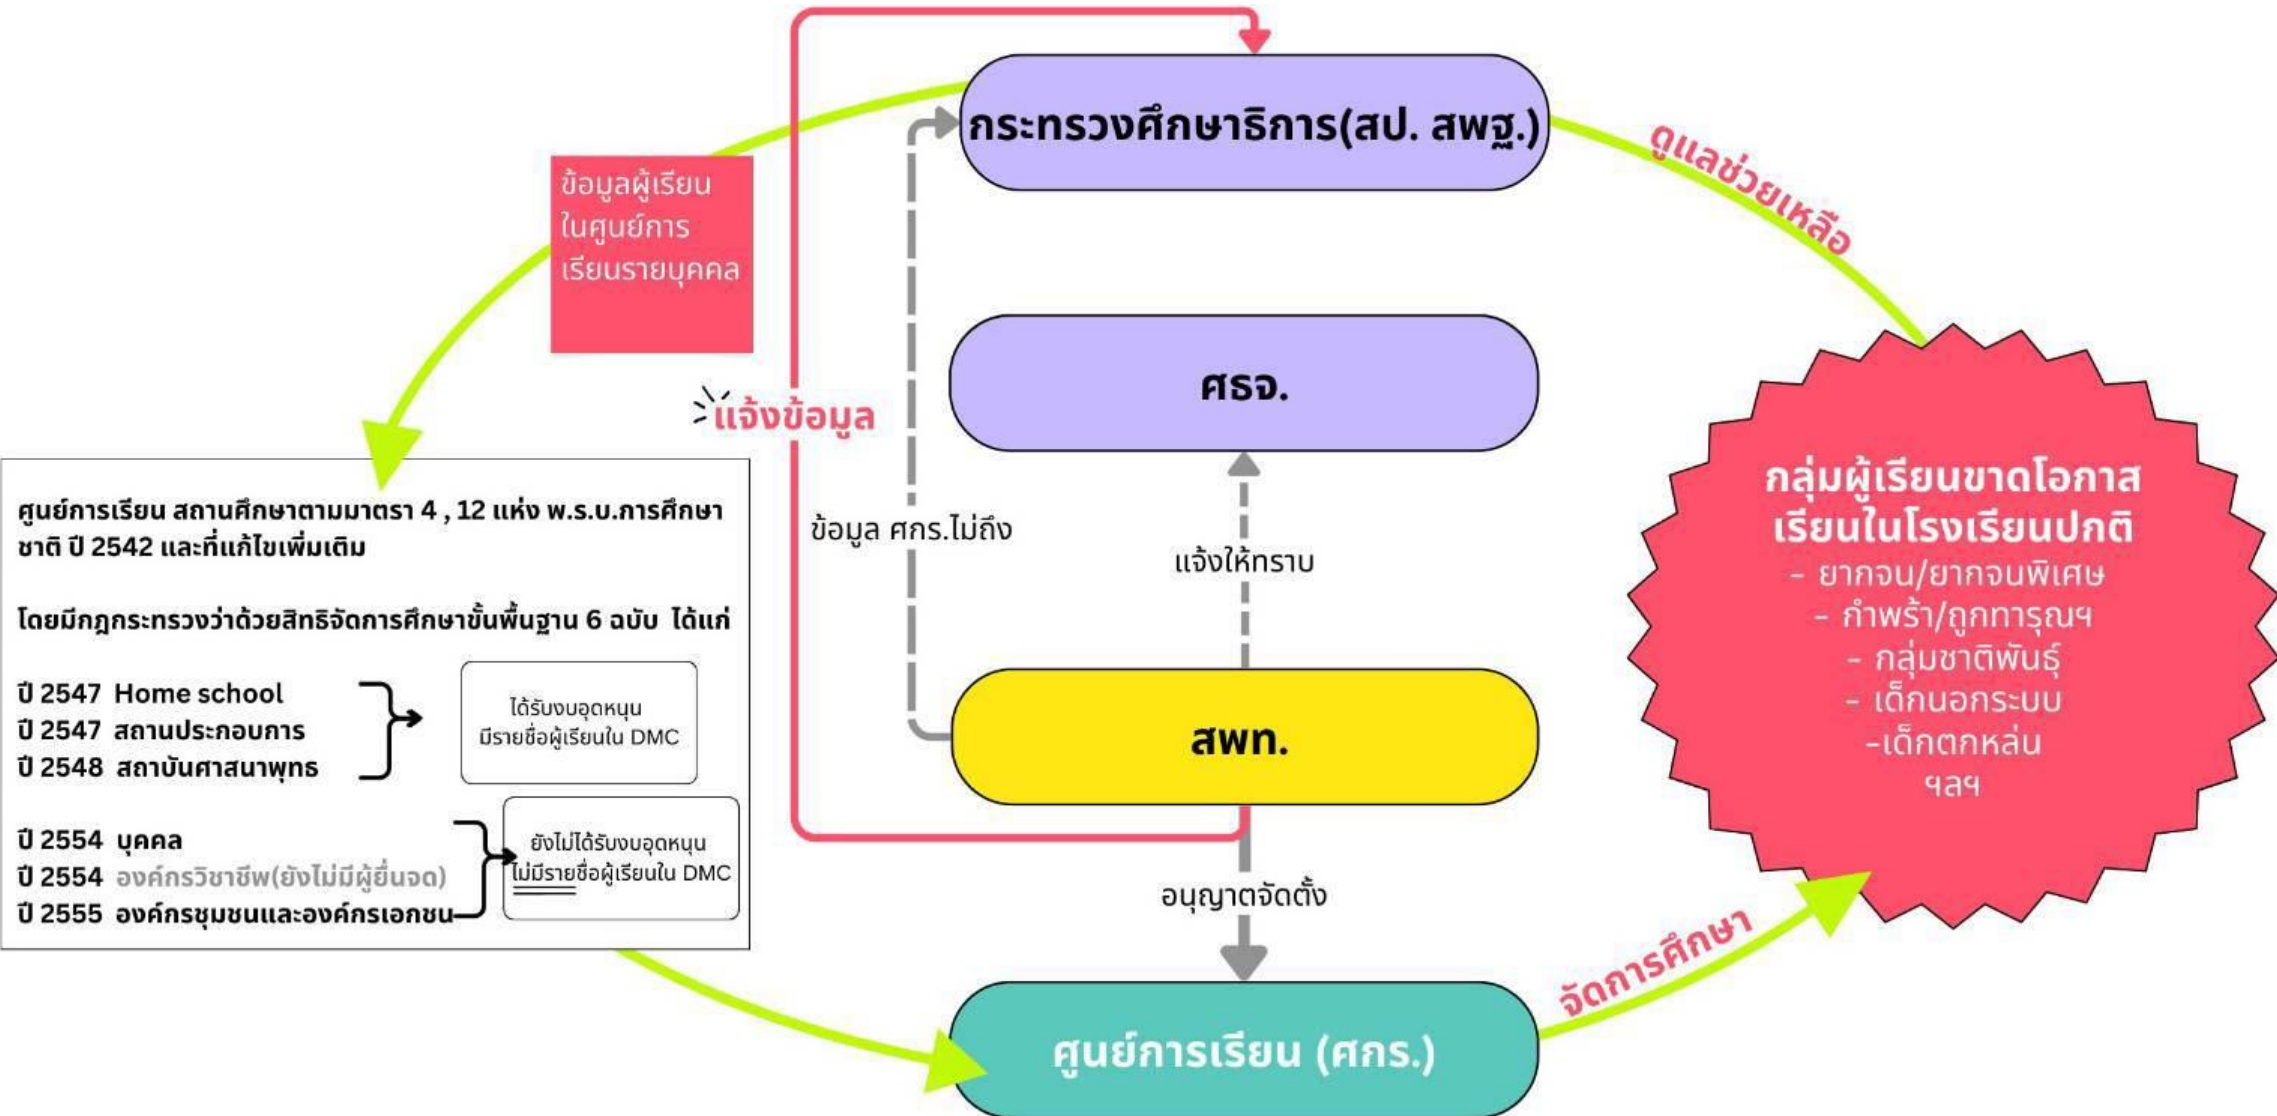 กระทรวงศึกษาธิการ(สป. สพฐ.)
ดูแลช่วยเหลือ
ข้อมูลผู้เรียน
ในศูนย์การ
เรียนรายบุคคล
ศธจ.
แจ้งข้อมูล
ข้อมูล ศกร.ไม่ถึง
แจ้งให้ทราบ
สพท.
อนุญาตจัดตั้ง
ศูนย์การเรียน (ศกร.)
จัดการศึกษา
กลุ่มผู้เรียนขาดโอกาส
เรียนในโรงเรียนปกติ
- ยากจน/ยากจนพิเศษ
- กำพร้า/ถูกทารุณฯ
- กลุ่มชาติพันธุ์
- เด็กนอกระบบ
-เด็กตกหล่น
ฯลฯ
ศูนย์การเรียน สถานศึกษาตามมาตรา 4 , 12 แห่ง พ.ร.บ.การศึกษา
ชาติ ปี 2542 และที่แก้ไขเพิ่มเติม
โดยมีกฎกระทรวงว่าด้วยสิทธิจัดการศึกษาขั้นพื้นฐาน 6 ฉบับ ได้แก่
ปี 2547 Home school
ปี 2547 สถานประกอบการ
ปี 2548 สถาบันศาสนาพุทธ
ได้รับงบอุดหนุน
มีรายชื่อผู้เรียนใน DMC
ปี 2554 บุคคล
ปี 2554 องค์กรวิชาชีพ(ยังไม่มีผู้ยื่นจด)
ปี 2555 องค์กรชุมชนและองค์กรเอกชน
ยังไม่ได้รับงบอุดหนุน
ไม่มีรายชื่อผู้เรียนใน DMC